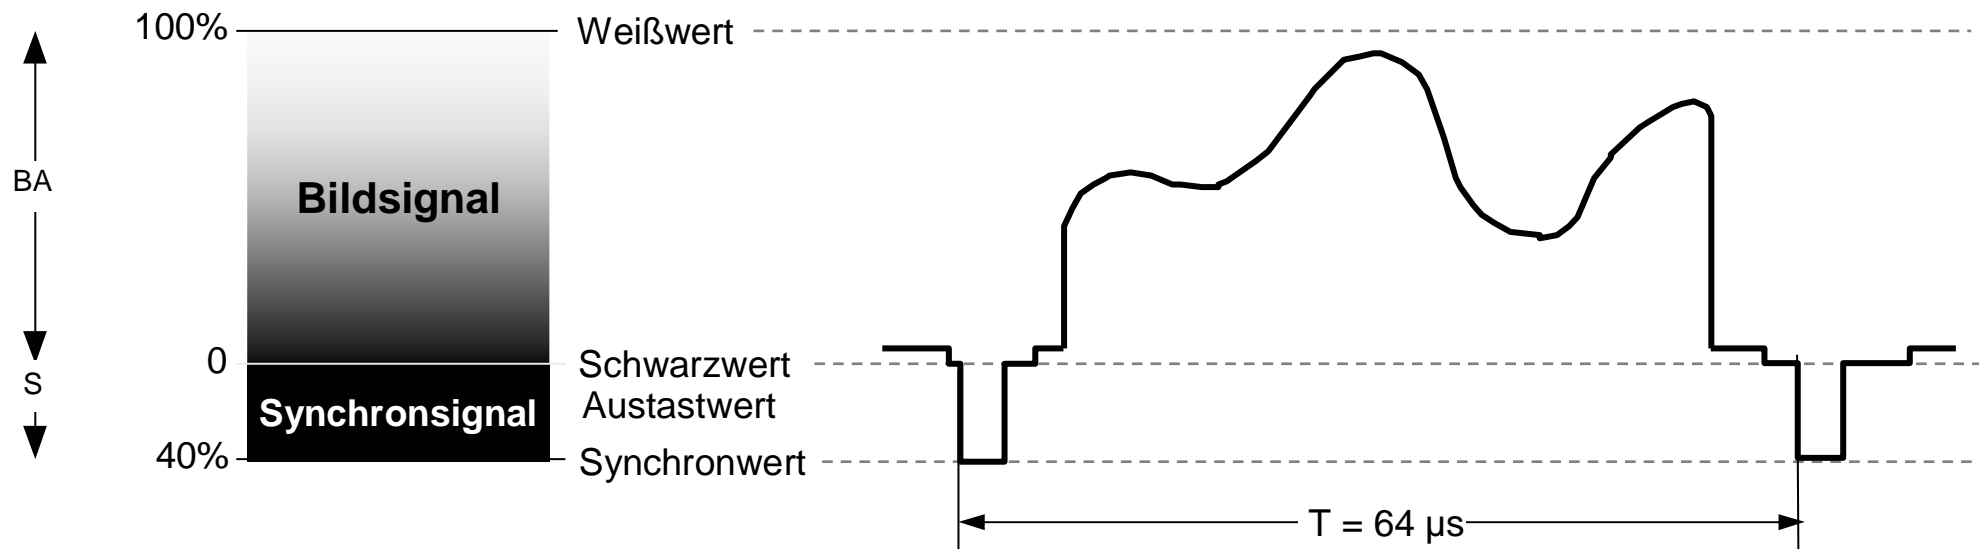 100%
Weißwert
BA
Bildsignal
0
Schwarzwert
S
Austastwert
Synchronsignal
40%
Synchronwert
T = 64 µs